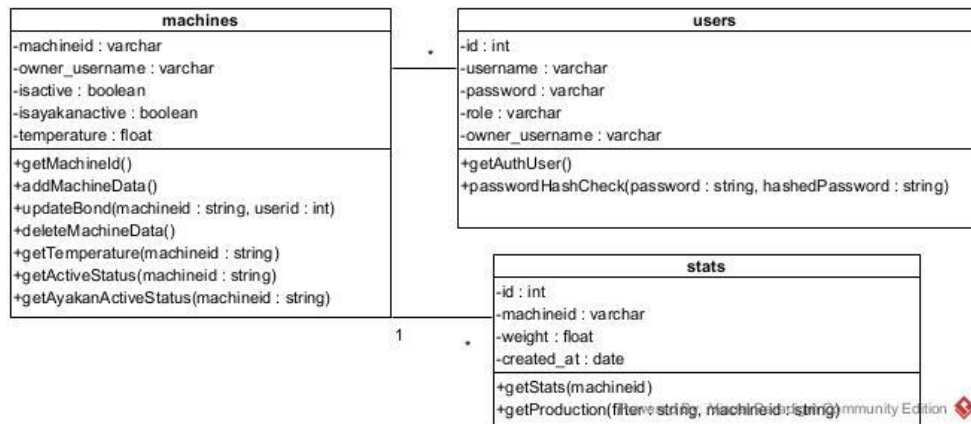 machines
-machineid : varchar
-owner_username : varchar
-isactive : boolean
-isayakanactive : boolean
-temperature : float
+getMachineId()
+addMachineData()
+updateBond(machineid : string, userid : int)
+deleteMachineData()
+getTemperature(machineid : string)
+getActiveStatus(machineid : string)
+getAyakanActiveStatus(machineid : string)
*
users
-id : int
-username : varchar
-password : varchar
-role : varchar
-owner_username : varchar
+getAuthUser()
+passwordHashCheck(password : string, hashedPassword : string)
1
*
stats
-id : int
-machineid : varchar
-weight : float
-created_at : date
+getStats(machineid)
+getProduction(filter : string, machineid : string)
Community Edition